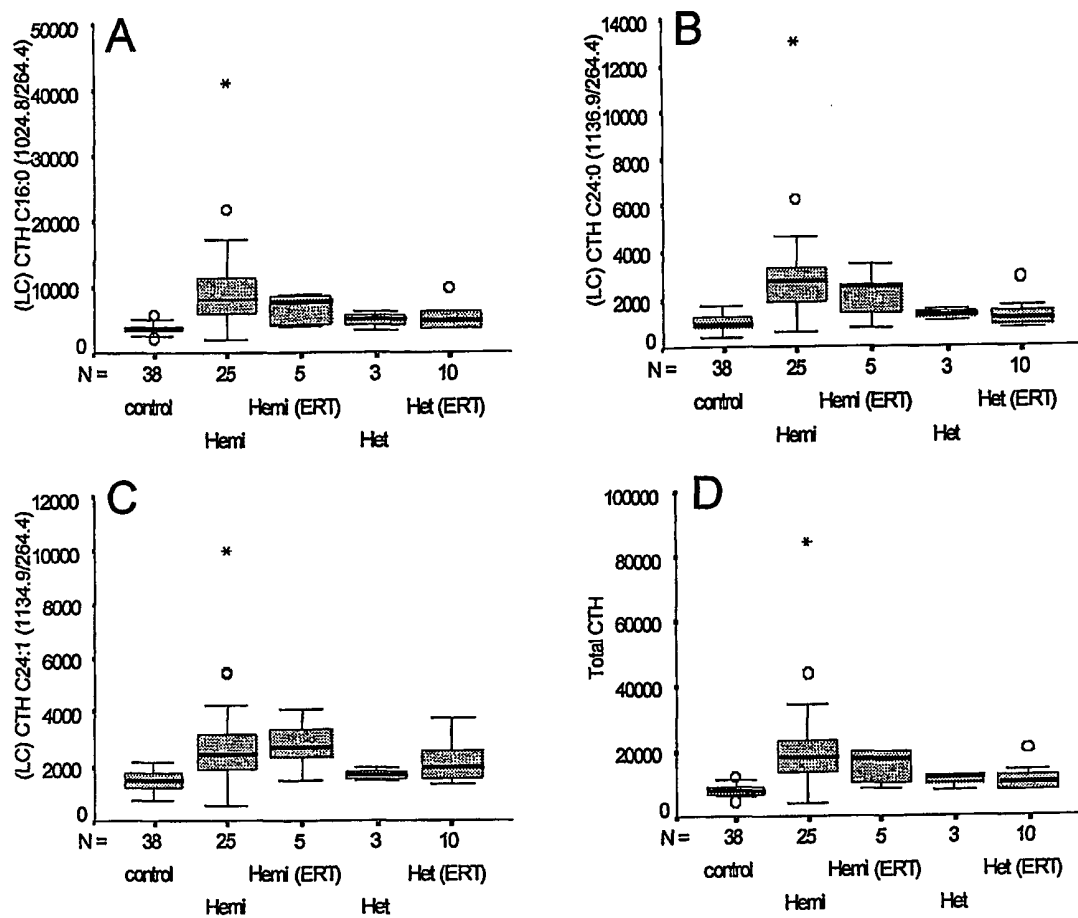 A
(LC) CTH C16:0 (1024.8/264.4)
50000
40000
30000
20000
10000
0
N = 38 25 5 3 10
control Hemi (ERT) Het (ERT)
Hemi Het
B
(LC) CTH C24:0 (1136.9/264.4)
14000
12000
10000
8000
6000
4000
2000
0
N = 38 25 5 3 10
control Hemi (ERT) Het (ERT)
Hemi Het
C
(LC) CTH C24:1 (1134.9/264.4)
12000
10000
8000
6000
4000
2000
0
N = 38 25 5 3 10
control Hemi (ERT) Het (ERT)
Hemi Het
D
Total CTH
100000
80000
60000
40000
20000
0
N = 38 25 5 3 10
control Hemi (ERT) Het (ERT)
Hemi Het